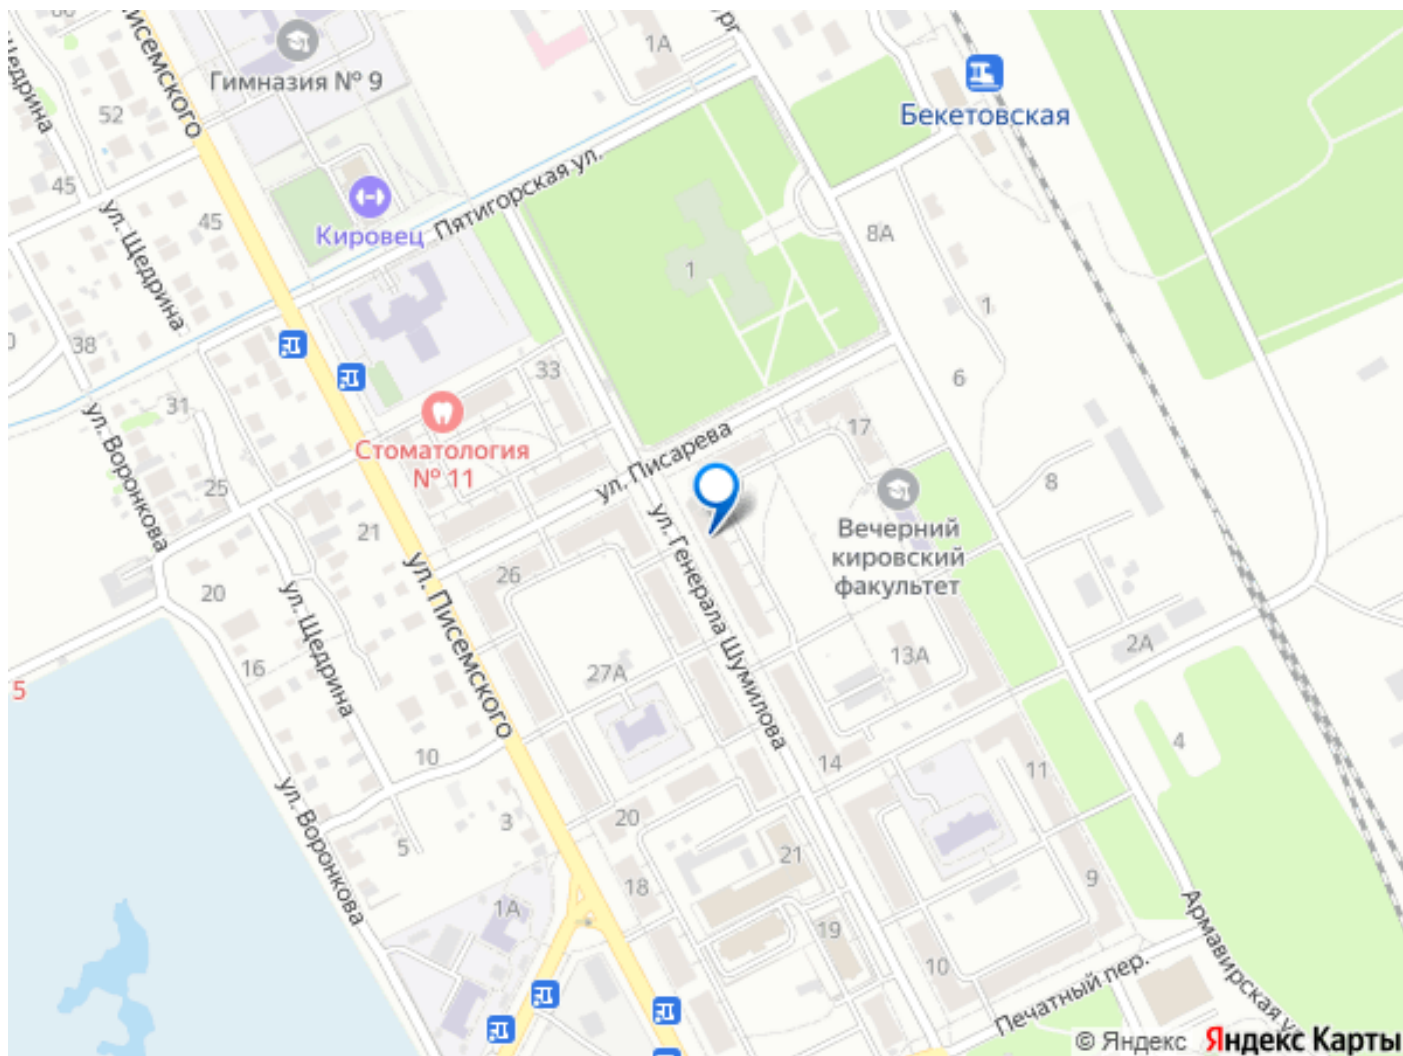 1А
Гимназия № 9
Бекетовская
52
45
ул. Щедрина
45
Кировец
Пятигорская ул.
8А
1
1
38
33
6
31
Стоматология
№ 11
ул. Писарева
17
ул. Воронкова
25
8
21
Вечерний
кировский
факультет
ул. Генерала Шумилова
26
20
ул. Писемского
ул. Щедрина
16
27А
13А
2А
5
10
14
4
11
3
20
5
21
ул. Воронкова
18
9
1А
19
10
Армавирская у
Печатный пер.
© Яндекс Яндекс Карты